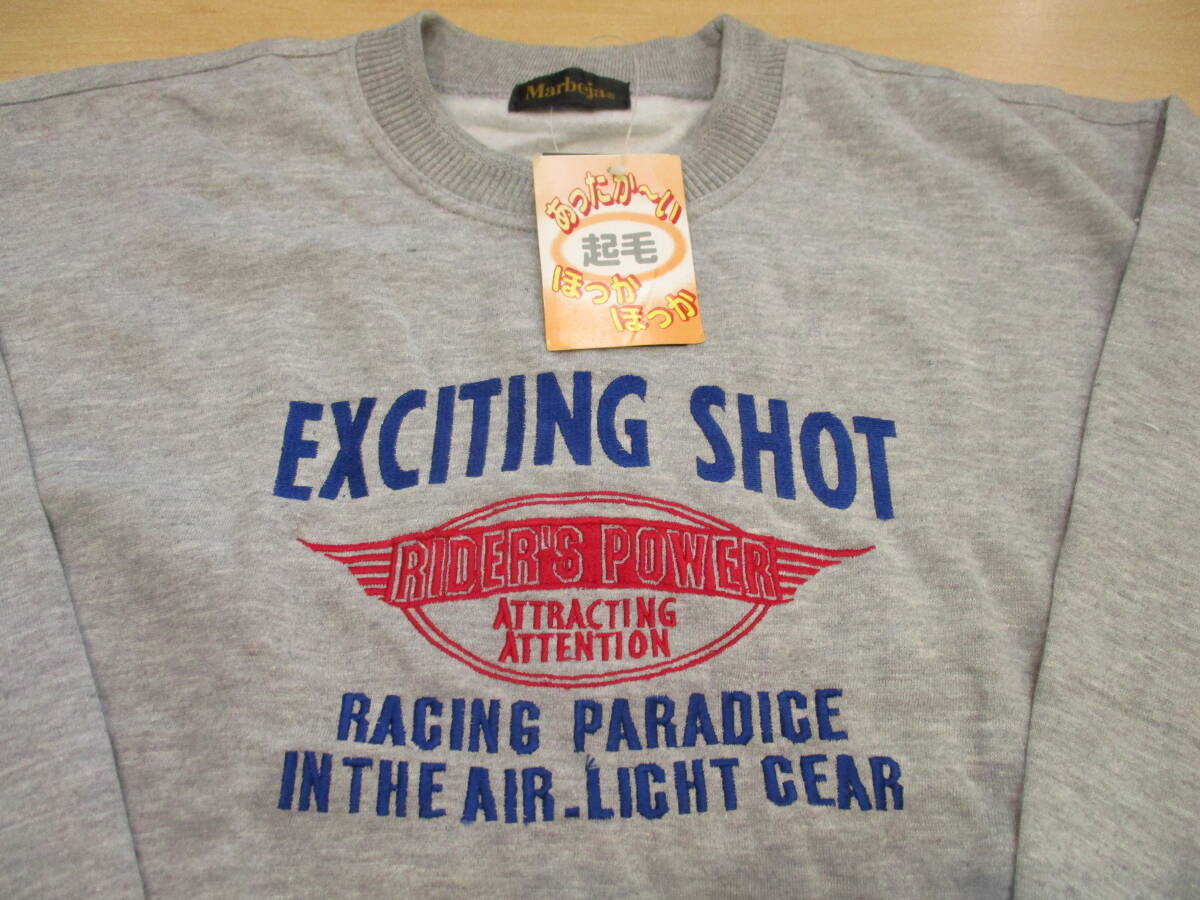 Marbeja®
あったか〜い
起毛
ほっか
ほっか
EXCITING SHOT
RIDER'S POWER
ATTRACTING
ATTENTION
RACING PARADICE
IN THE AIR-LIGHT GEAR